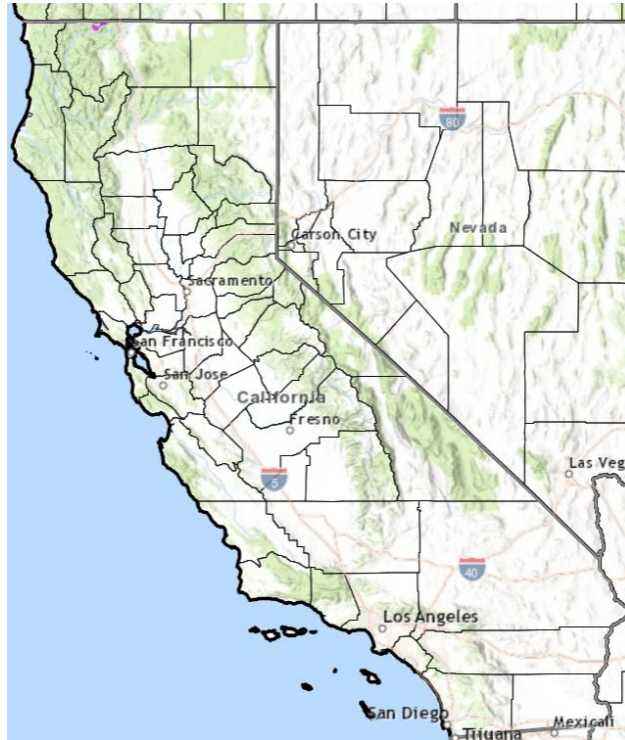 80
Carson City
Nevada
Sacramento
San Francisco
San Jose
California
Fresno
Las Veg
5
40
Los Angeles
San Diego
Mexicali
Tijuana